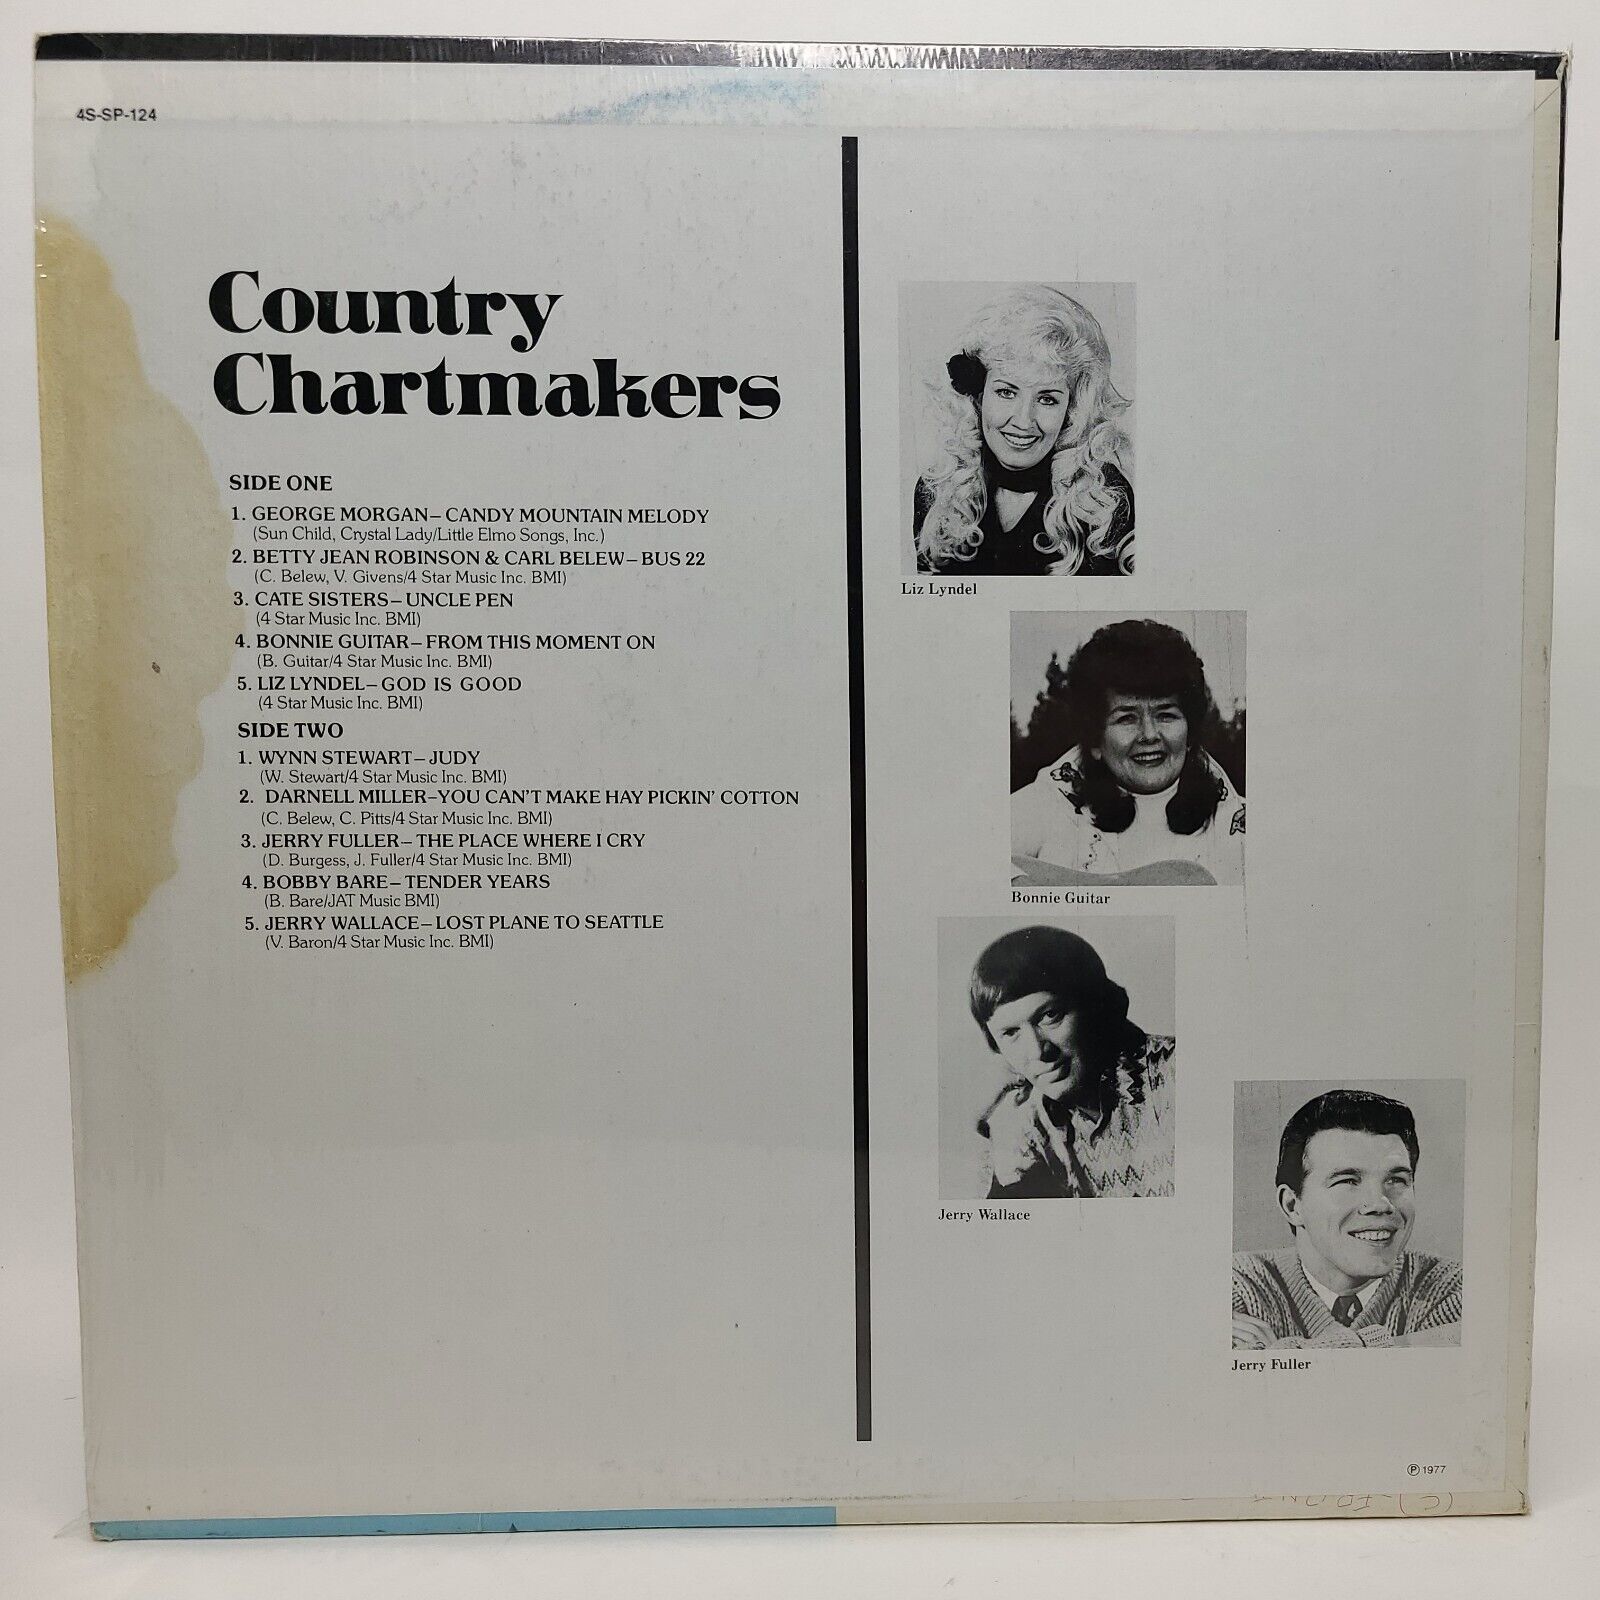 4S-SP-124
Country
Chartmakers
SIDE ONE
1. GEORGE MORGAN–CANDY MOUNTAIN MELODY
(Sun Child, Crystal Lady/Little Elmo Songs, Inc.)
2. BETTY JEAN ROBINSON & CARL BELEW–BUS 22
(C. Belew, V. Givens/4 Star Music Inc. BMI)
3. CATE SISTERS–UNCLE PEN
(4 Star Music Inc. BMI)
4. BONNIE GUITAR–FROM THIS MOMENT ON
(B. Guitar/4 Star Music Inc. BMI)
5. LIZ LYNDEL–GOD IS GOOD
(4 Star Music Inc. BMI)
SIDE TWO
1. WYNN STEWART–JUDY
(W. Stewart/4 Star Music Inc. BMI)
2. DARNELL MILLER–YOU CAN'T MAKE HAY PICKIN' COTTON
(C. Belew, C. Pitts/4 Star Music Inc. BMI)
3. JERRY FULLER–THE PLACE WHERE I CRY
(D. Burgess, J. Fuller/4 Star Music Inc. BMI)
4. BOBBY BARE–TENDER YEARS
(B. Bare/JAT Music BMI)
5. JERRY WALLACE–LOST PLANE TO SEATTLE
(V. Baron/4 Star Music Inc. BMI)
Liz Lyndel
Bonnie Guitar
Jerry Wallace
Jerry Fuller
℗ 1977